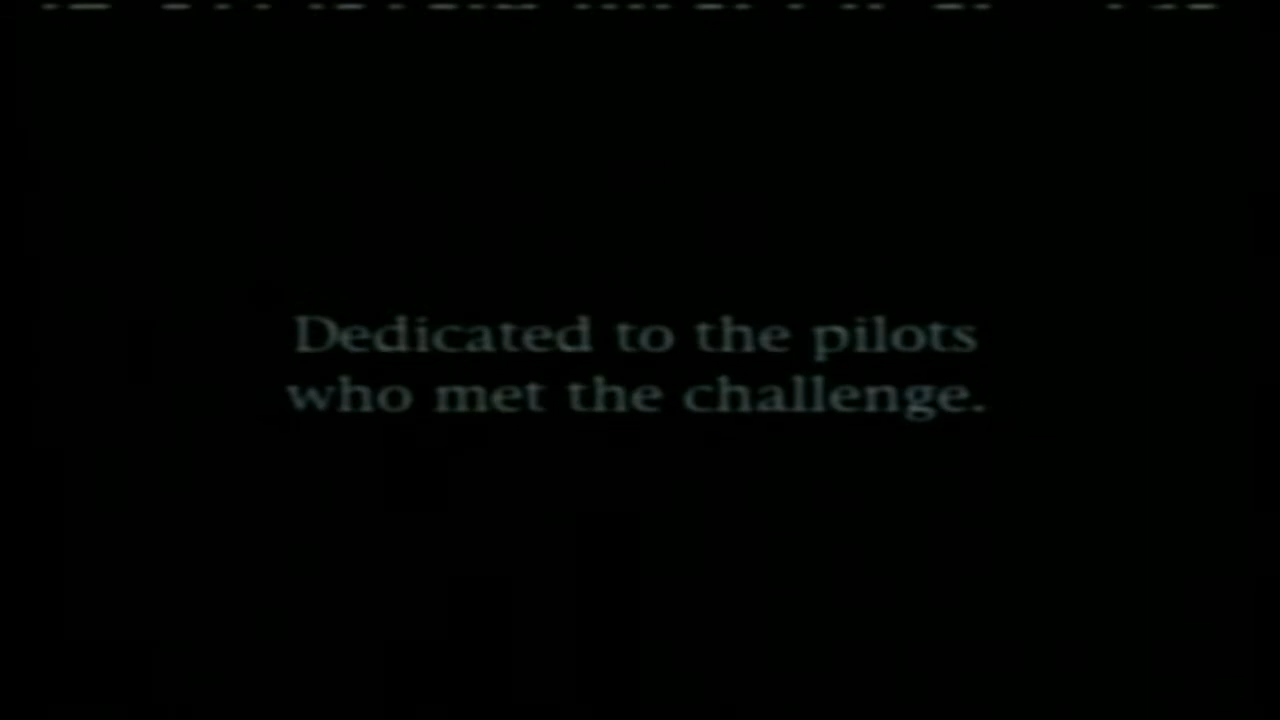 Dedicated to the pilots
who met the challenge.